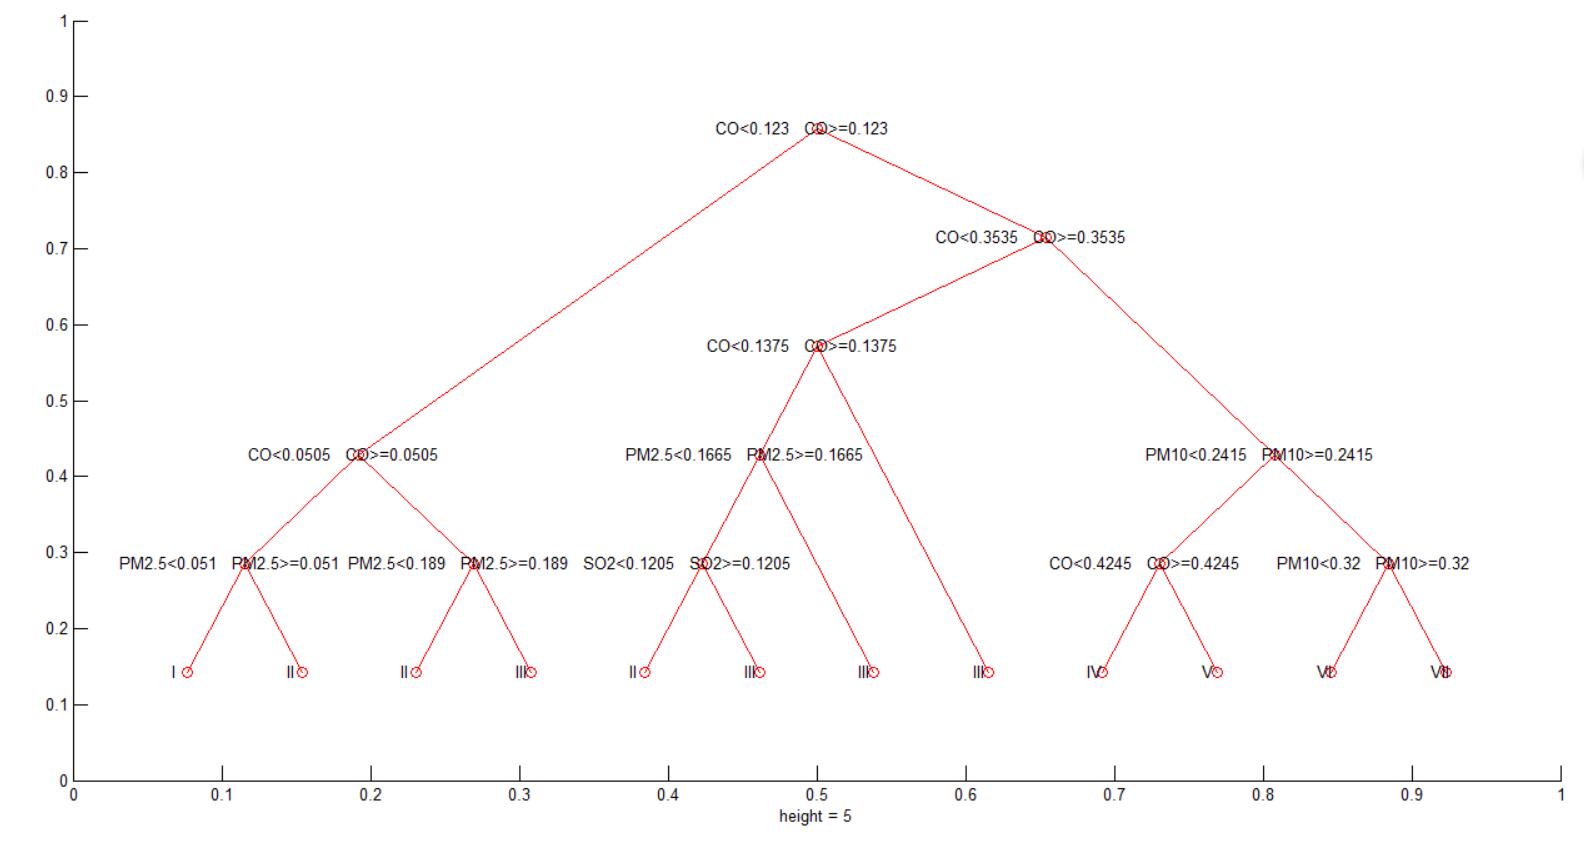 1
0.9
CO<0.123 CO>=0.123
0.8
0.7
CO<0.3535 CO>=0.3535
0.6
CO<0.1375 CO>=0.1375
0.5
CO<0.0505 CO>=0.0505 PM2.5<0.1665 PM2.5>=0.1665 PM10<0.2415 PM10>=0.2415
0.4
0.3
PM2.5<0.051 PM2.5>=0.051 PM2.5<0.189 PM2.5>=0.189 SO2<0.1205 SO2>=0.1205 CO<0.4245 CO>=0.4245 PM10<0.32 PM10>=0.32
0.2
I II II III II III III III IV V VI VII
0.1
0
0 0.1 0.2 0.3 0.4 0.5 0.6 0.7 0.8 0.9 1
height = 5